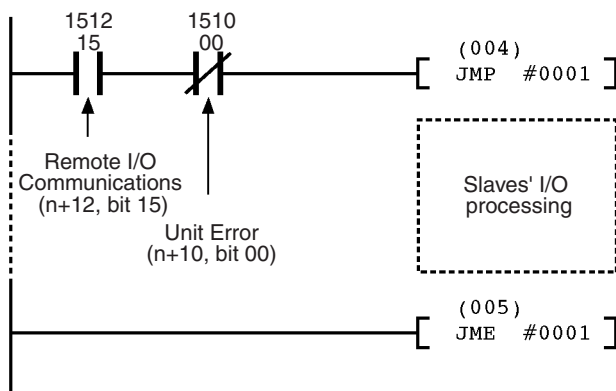 1512
15
1510
00
(004)
JMP #0001
Remote I/O
Communications
(n+12, bit 15)
Unit Error
(n+10, bit 00)
Slaves' I/O
processing
(005)
JME #0001